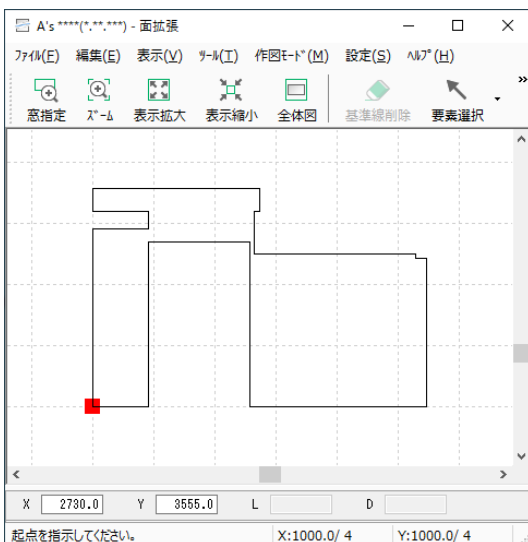 A's ****(*.**.***) - 面拡張
ﾌｧｲﾙ(F) 編集(E) 表示(V) ﾂｰﾙ(T) 作図ﾓｰﾄﾞ(M) 設定(S) ﾍﾙﾌﾟ(H)
窓指定 ｽﾞｰﾑ 表示拡大 表示縮小 全体図 基準線削除 要素選択 »
X 2730.0 Y 3555.0 L D
起点を指示してください。 X:1000.0/ 4 Y:1000.0/ 4